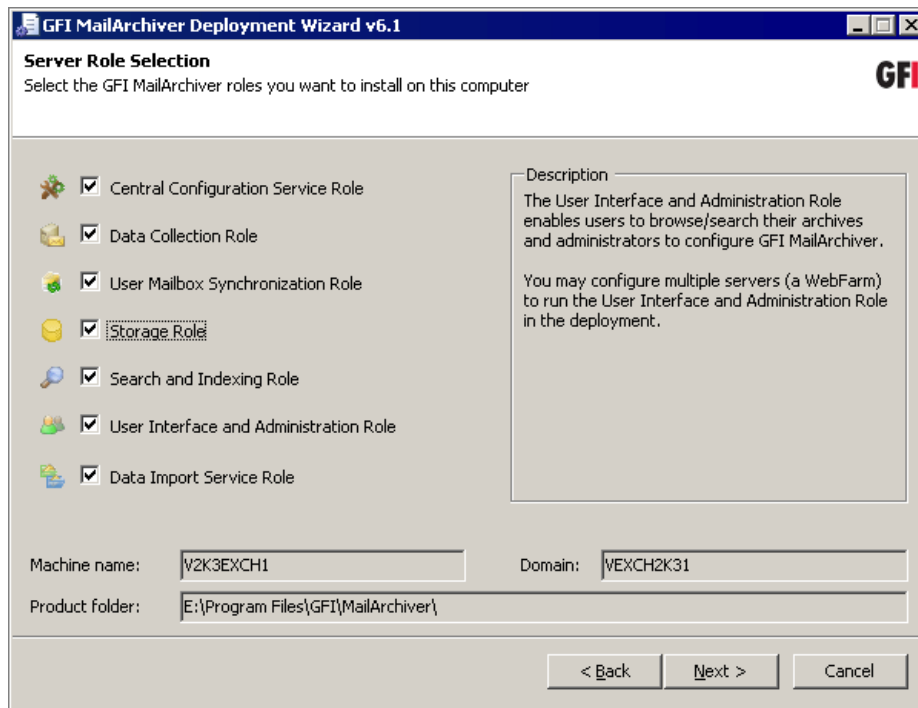 GFI MailArchiver Deployment Wizard v6.1
Server Role Selection
Select the GFI MailArchiver roles you want to install on this computer
GFI
Central Configuration Service Role
Data Collection Role
User Mailbox Synchronization Role
Storage Role
Search and Indexing Role
User Interface and Administration Role
Data Import Service Role
Description
The User Interface and Administration Role
enables users to browse/search their archives
and administrators to configure GFI MailArchiver.
You may configure multiple servers (a WebFarm)
to run the User Interface and Administration Role
in the deployment.
Machine name: V2K3EXCH1
Domain: VEXCH2K31
Product folder: E:\Program Files\GFI\MailArchiver\
< Back
Next >
Cancel